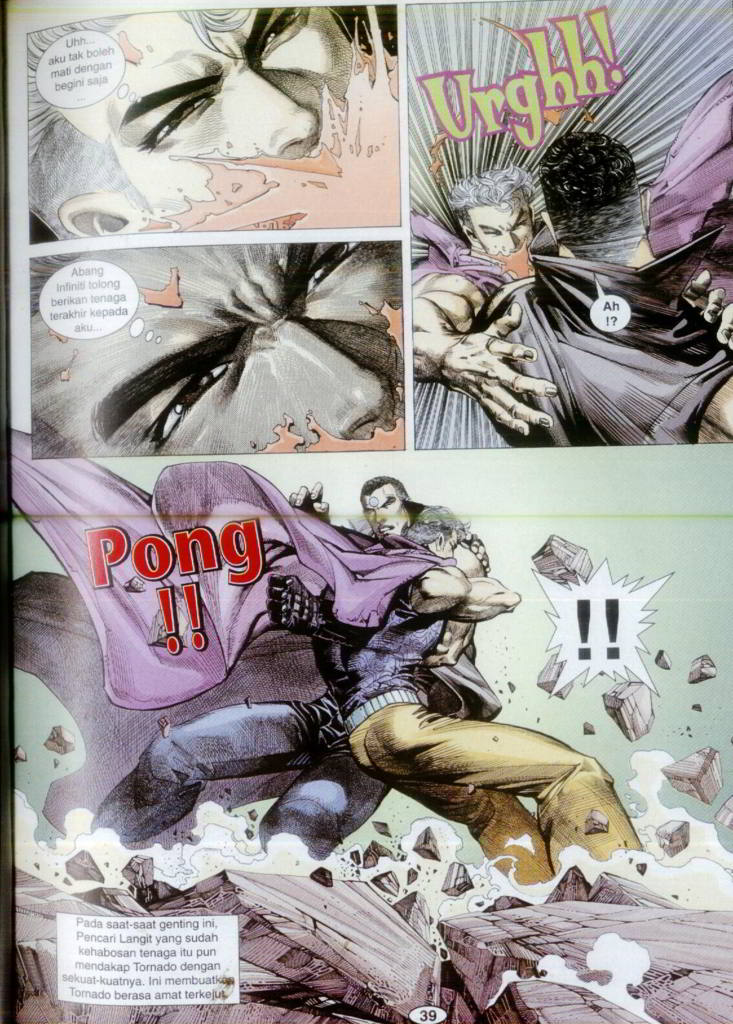 Uhh...
aku tak boleh
mati dengan
begini saja
...
Urghh!
Ah
!?
Abang
Infiniti tolong
berikan tenaga
terakhir kepada
aku...
Pong
!!
!!
Pada saat-saat genting ini,
Pencari Langit yang sudah
kehabosan tenaga itu pun
mendakap Tornado dengan
sekuat-kuatnya. Ini membuatkan
Tornado berasa amat terkejut.
39